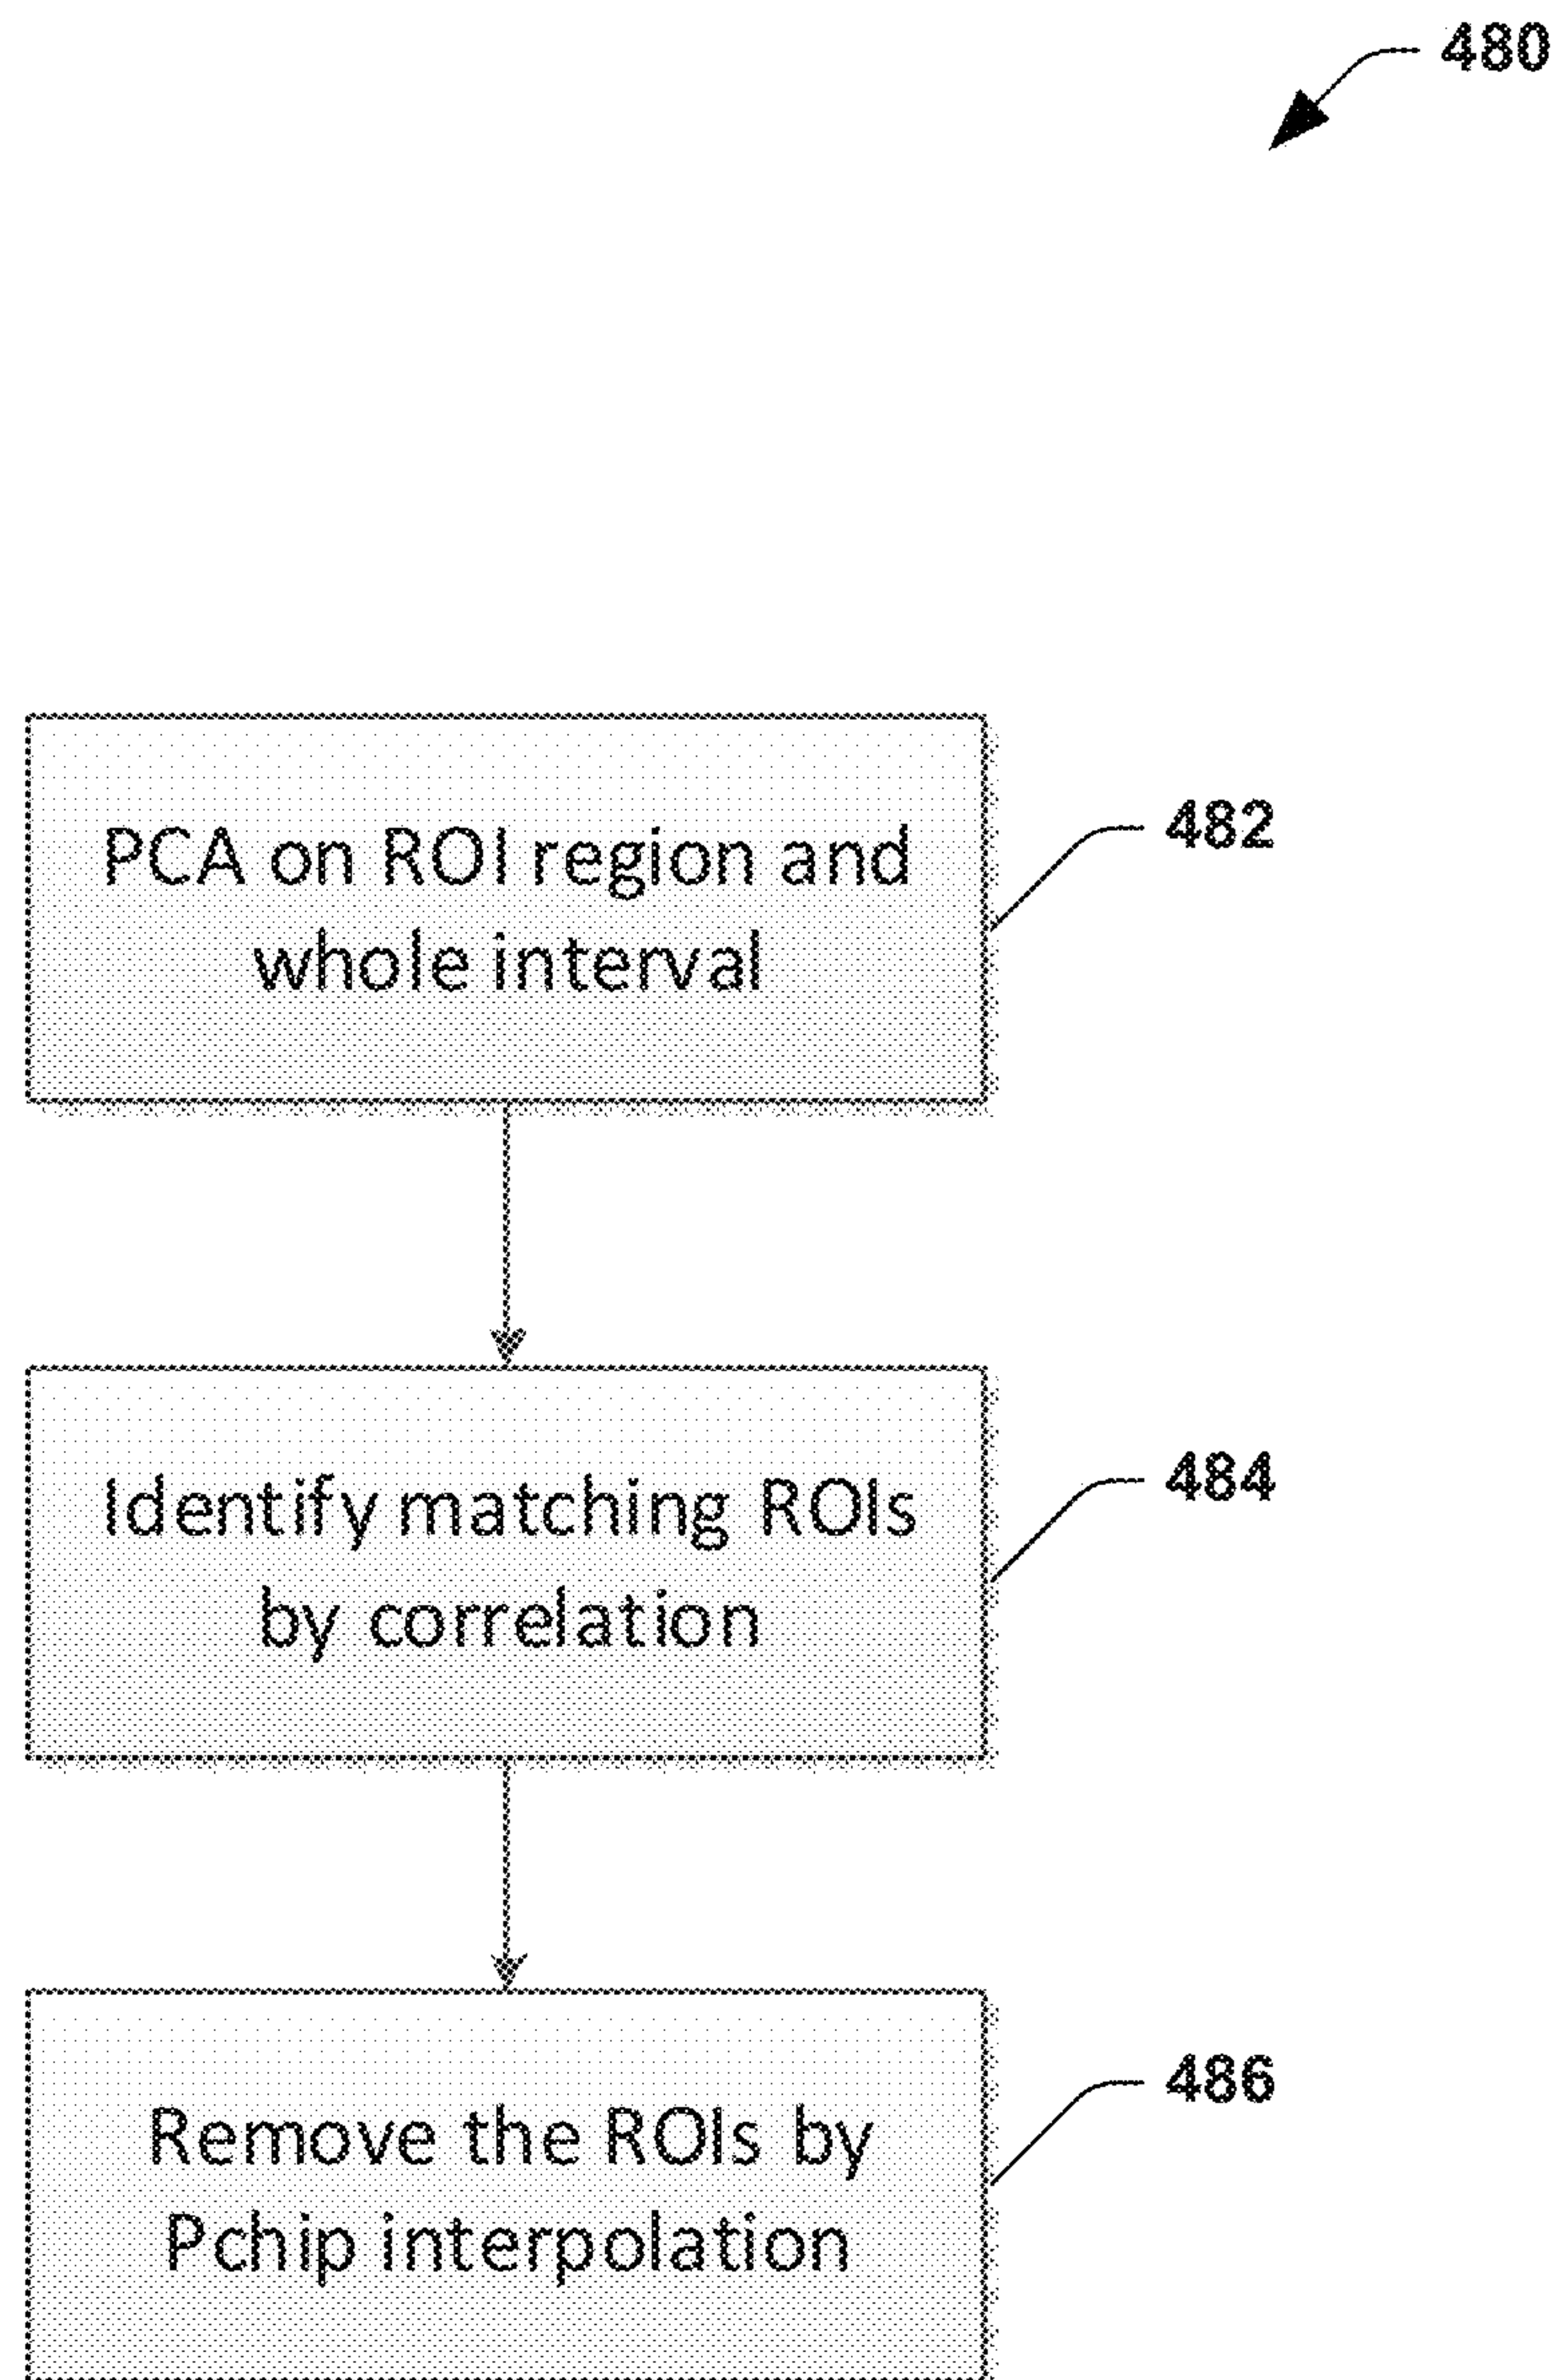 480
PCA on ROI region and
whole interval
482
Identify matching ROIs
by correlation
484
Remove the ROIs by
Pchip interpolation
486